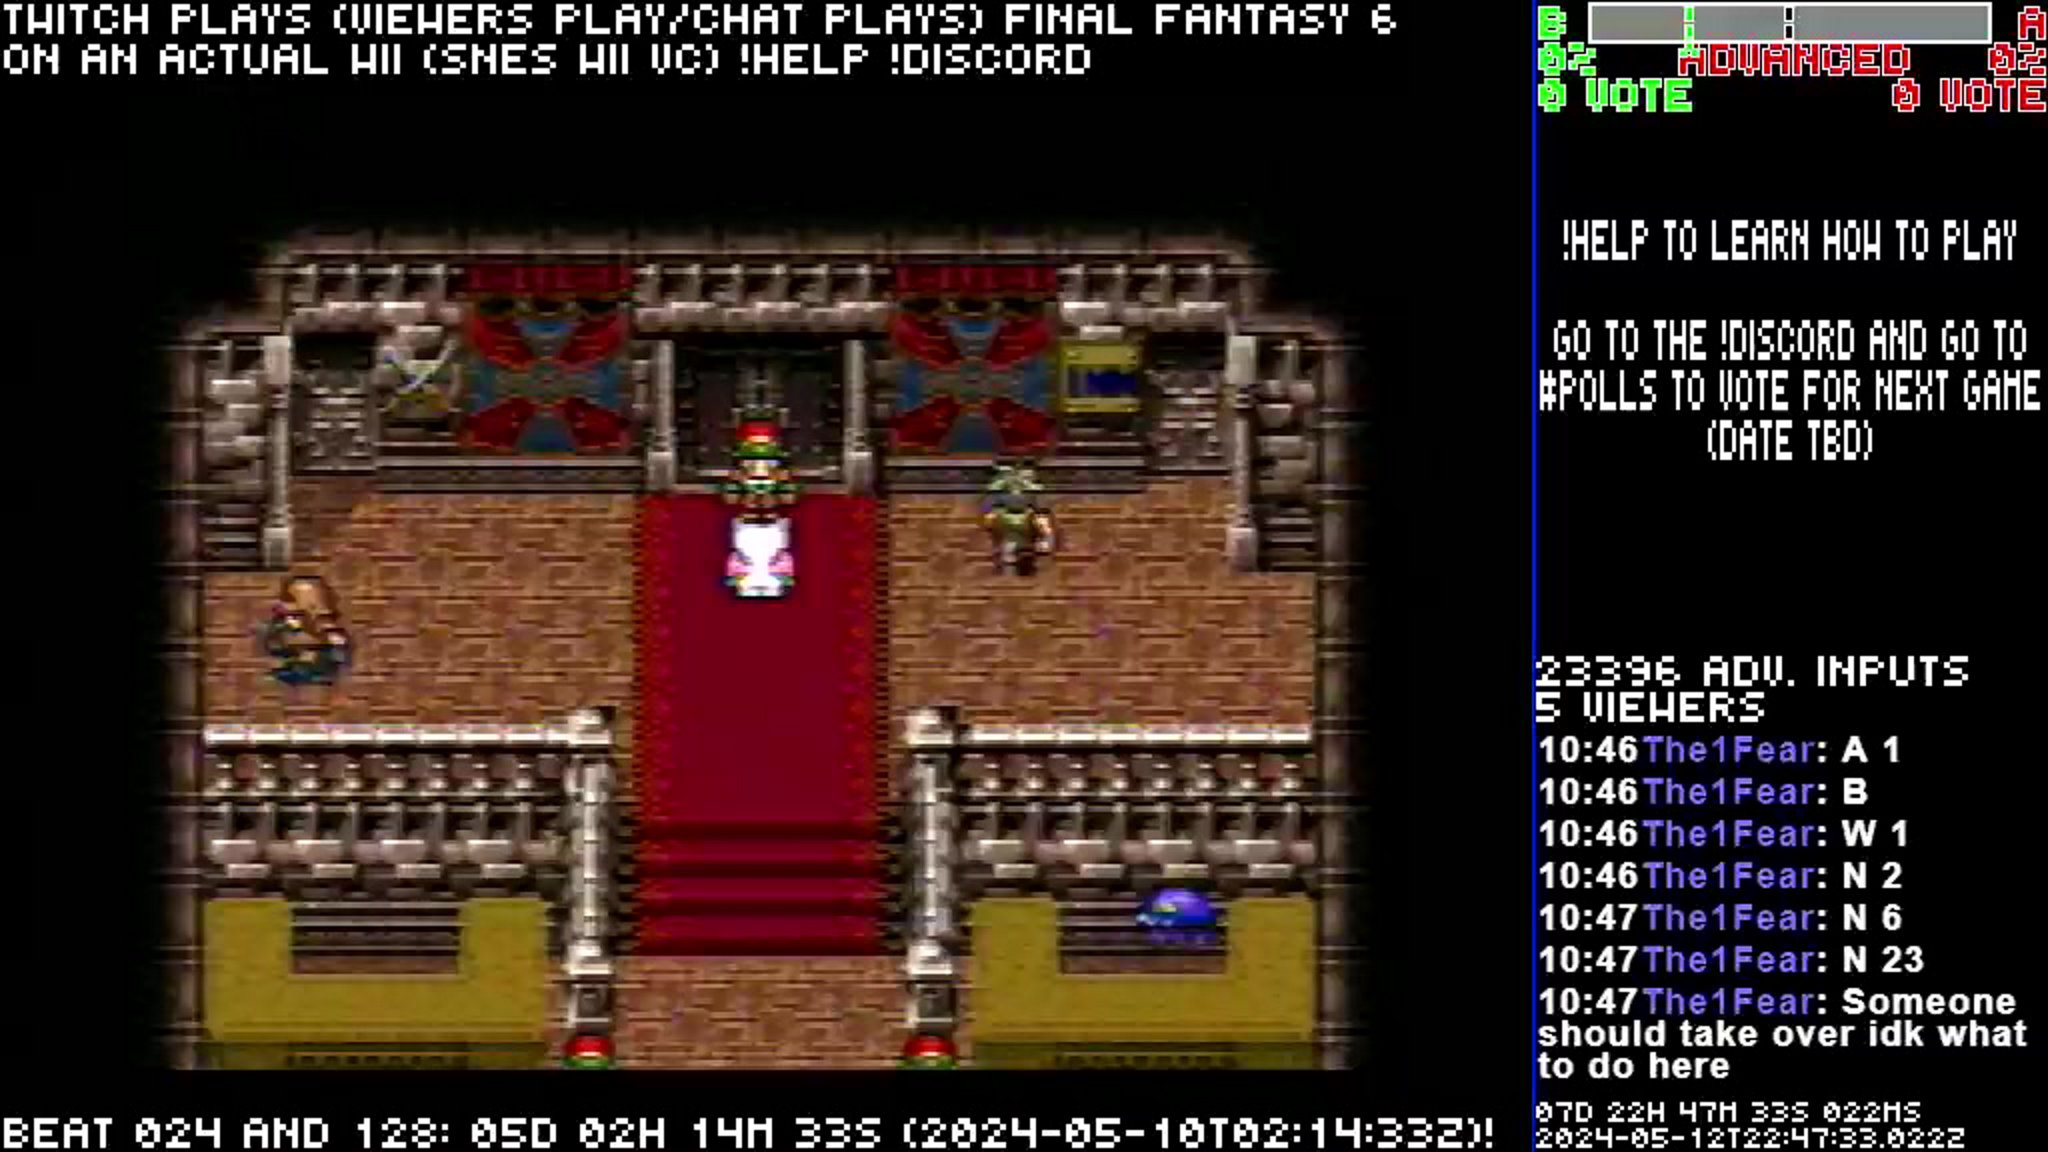 TWITCH PLAYS (VIEWERS PLAY/CHAT PLAYS) FINAL FANTASY 6
ON AN ACTUAL WII (SNES WII VC) !HELP !DISCORD
B A
0% ADVANCED 0%
0 VOTE 0 VOTE
!HELP TO LEARN HOW TO PLAY
GO TO THE !DISCORD AND GO TO
#POLLS TO VOTE FOR NEXT GAME
(DATE TBD)
23396 ADV. INPUTS
5 VIEWERS
10:46The1Fear: A 1
10:46The1Fear: B
10:46The1Fear: W 1
10:46The1Fear: N 2
10:47The1Fear: N 6
10:47The1Fear: N 23
10:47The1Fear: Someone
should take over idk what
to do here
07D 22H 47M 33S 022MS
2024-05-12T22:47:33.022Z
BEAT 024 AND 128: 05D 02H 14M 33S (2024-05-10T02:14:33Z)!